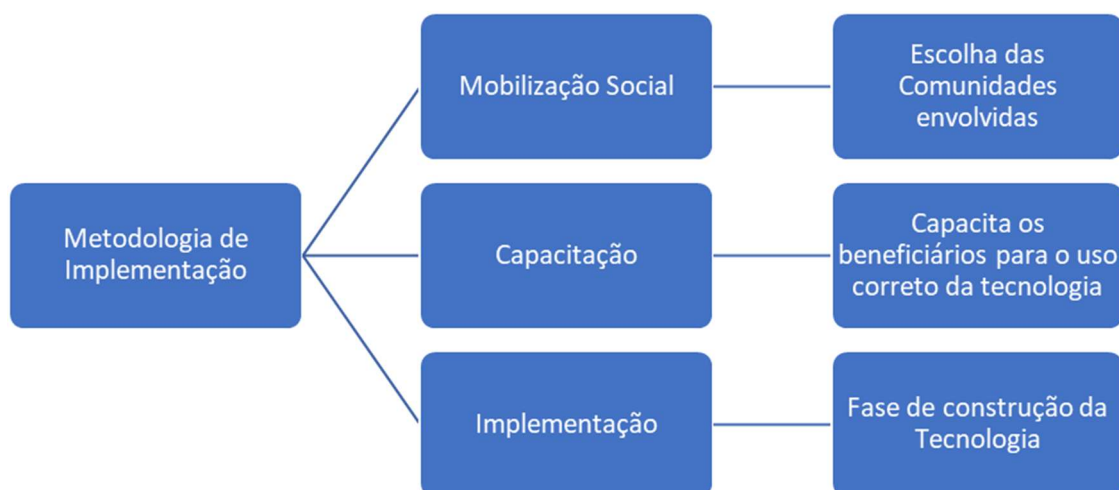 Metodologia de
Implementação
Mobilização Social
Escolha das
Comunidades
envolvidas
Capacitação
Capacita os
beneficiários para o uso
correto da tecnologia
Implementação
Fase de construção da
Tecnologia